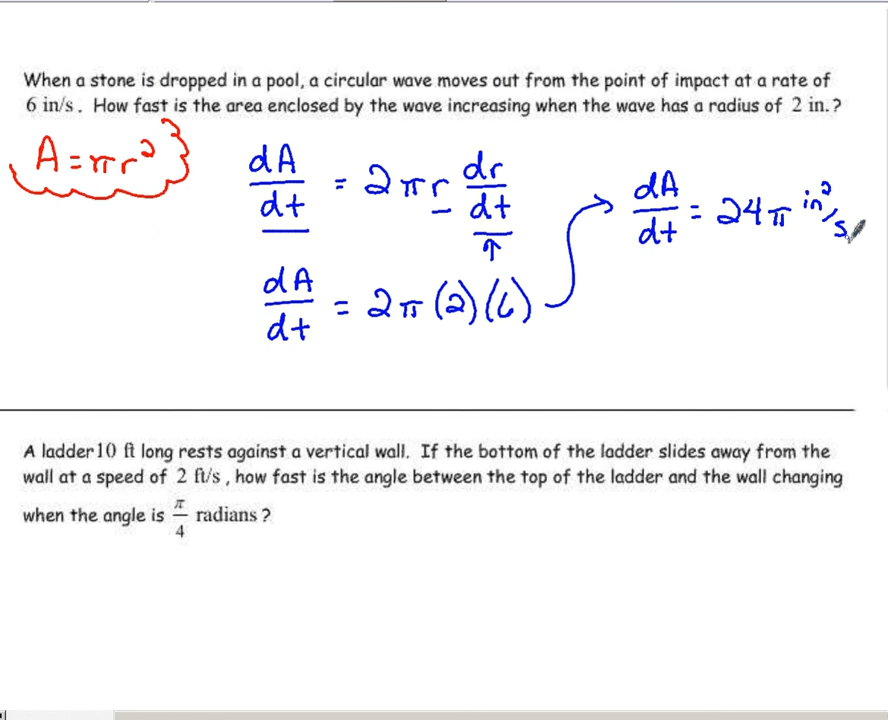 When a stone is dropped in a pool, a circular wave moves out from the point of impact at a rate of
6 in/s. How fast is the area enclosed by the wave increasing when the wave has a radius of 2 in.?
A = πr²
dA/dt = 2πr dr/dt
↑
dA/dt = 2π(2)(6)
dA/dt = 24π in²/s
A ladder 10 ft long rests against a vertical wall. If the bottom of the ladder slides away from the
wall at a speed of 2 ft/s, how fast is the angle between the top of the ladder and the wall changing
when the angle is π/4 radians?